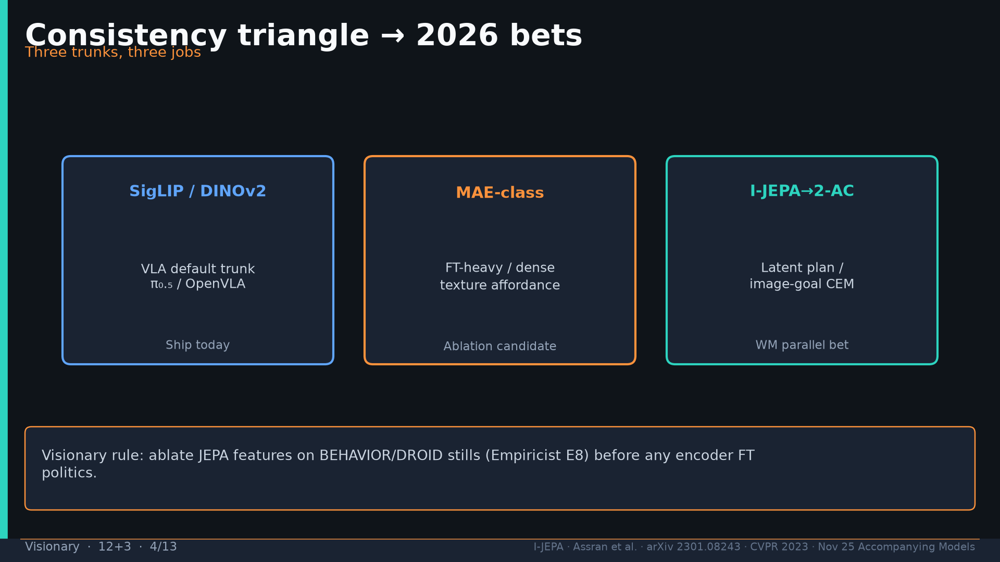 Consistency triangle → 2026 bets
Three trunks, three jobs
SigLIP / DINOv2
VLA default trunk
π₀.₅ / OpenVLA
Ship today
MAE-class
FT-heavy / dense
texture affordance
Ablation candidate
I-JEPA→2-AC
Latent plan /
image-goal CEM
WM parallel bet
Visionary rule: ablate JEPA features on BEHAVIOR/DROID stills (Empiricist E8) before any encoder FT
politics.
Visionary · 12+3 · 4/13
I-JEPA · Assran et al. · arXiv 2301.08243 · CVPR 2023 · Nov 25 Accompanying Models